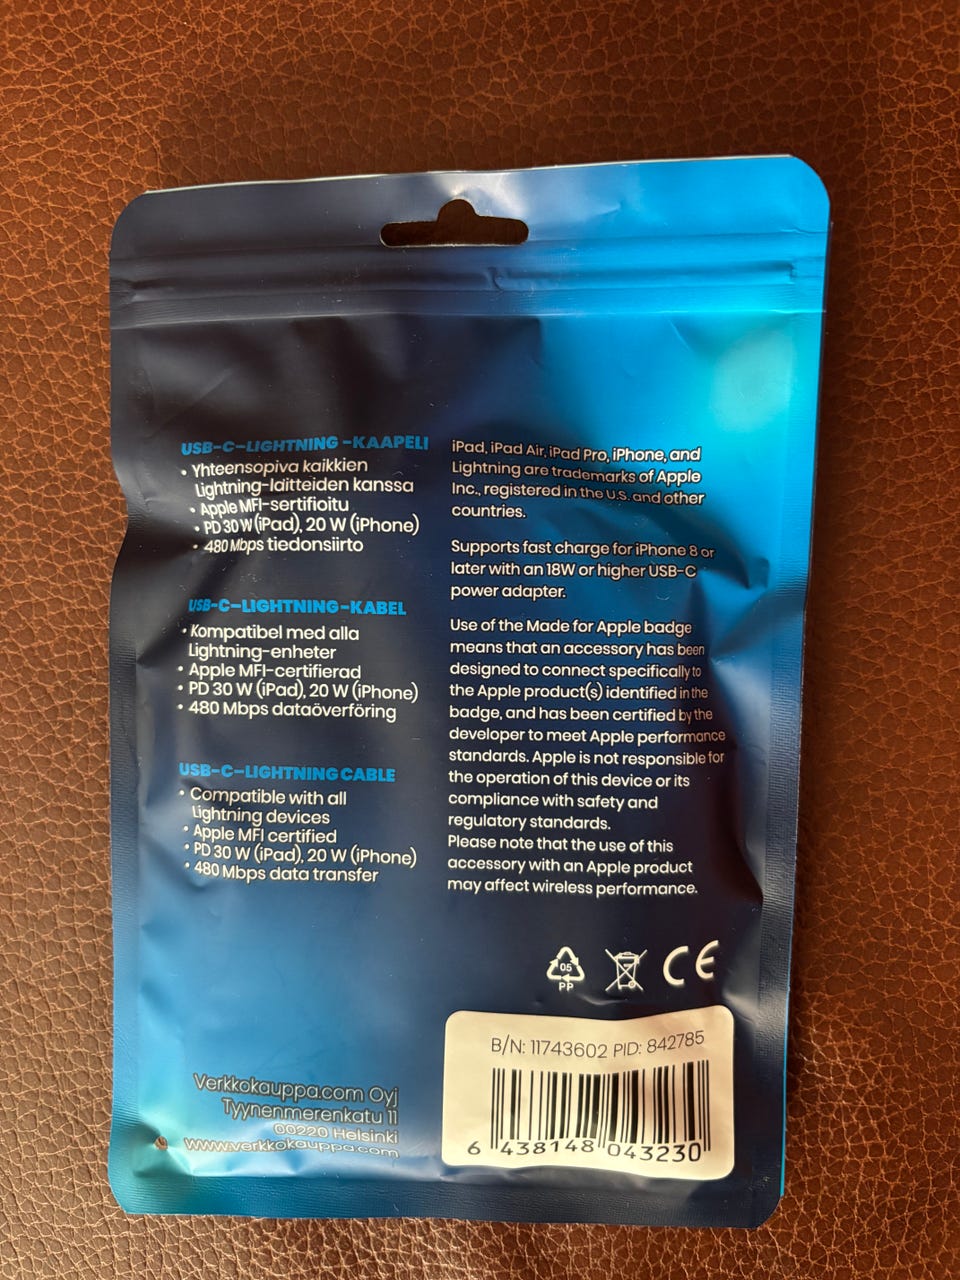 USB-C-LIGHTNING -KAAPELI
• Yhteensopiva kaikkien
Lightning-laitteiden kanssa
• Apple MFI-sertifioitu
• PD 30 W (iPad), 20 W (iPhone)
• 480 Mbps tiedonsiirto
USB-C-LIGHTNING-KABEL
• Kompatibel med alla
Lightning-enheter
• Apple MFI-certifierad
• PD 30 W (iPad), 20 W (iPhone)
• 480 Mbps dataöverföring
USB-C-LIGHTNING CABLE
• Compatible with all
Lightning devices
• Apple MFI certified
• PD 30 W (iPad), 20 W (iPhone)
• 480 Mbps data transfer
iPad, iPad Air, iPad Pro, iPhone, and
Lightning are trademarks of Apple
Inc., registered in the U.S. and other
countries.
Supports fast charge for iPhone 8 or
later with an 18W or higher USB-C
power adapter.
Use of the Made for Apple badge
means that an accessory has been
designed to connect specifically to
the Apple product(s) identified in the
badge, and has been certified by the
developer to meet Apple performance
standards. Apple is not responsible for
the operation of this device or its
compliance with safety and
regulatory standards.
Please note that the use of this
accessory with an Apple product
may affect wireless performance.
05
PP
CE
Verkkokauppa.com Oyj
Tyynenmerenkatu 11
00220 Helsinki
www.verkkokauppa.com
B/N: 11743602 PID: 842785
6 438148 043230